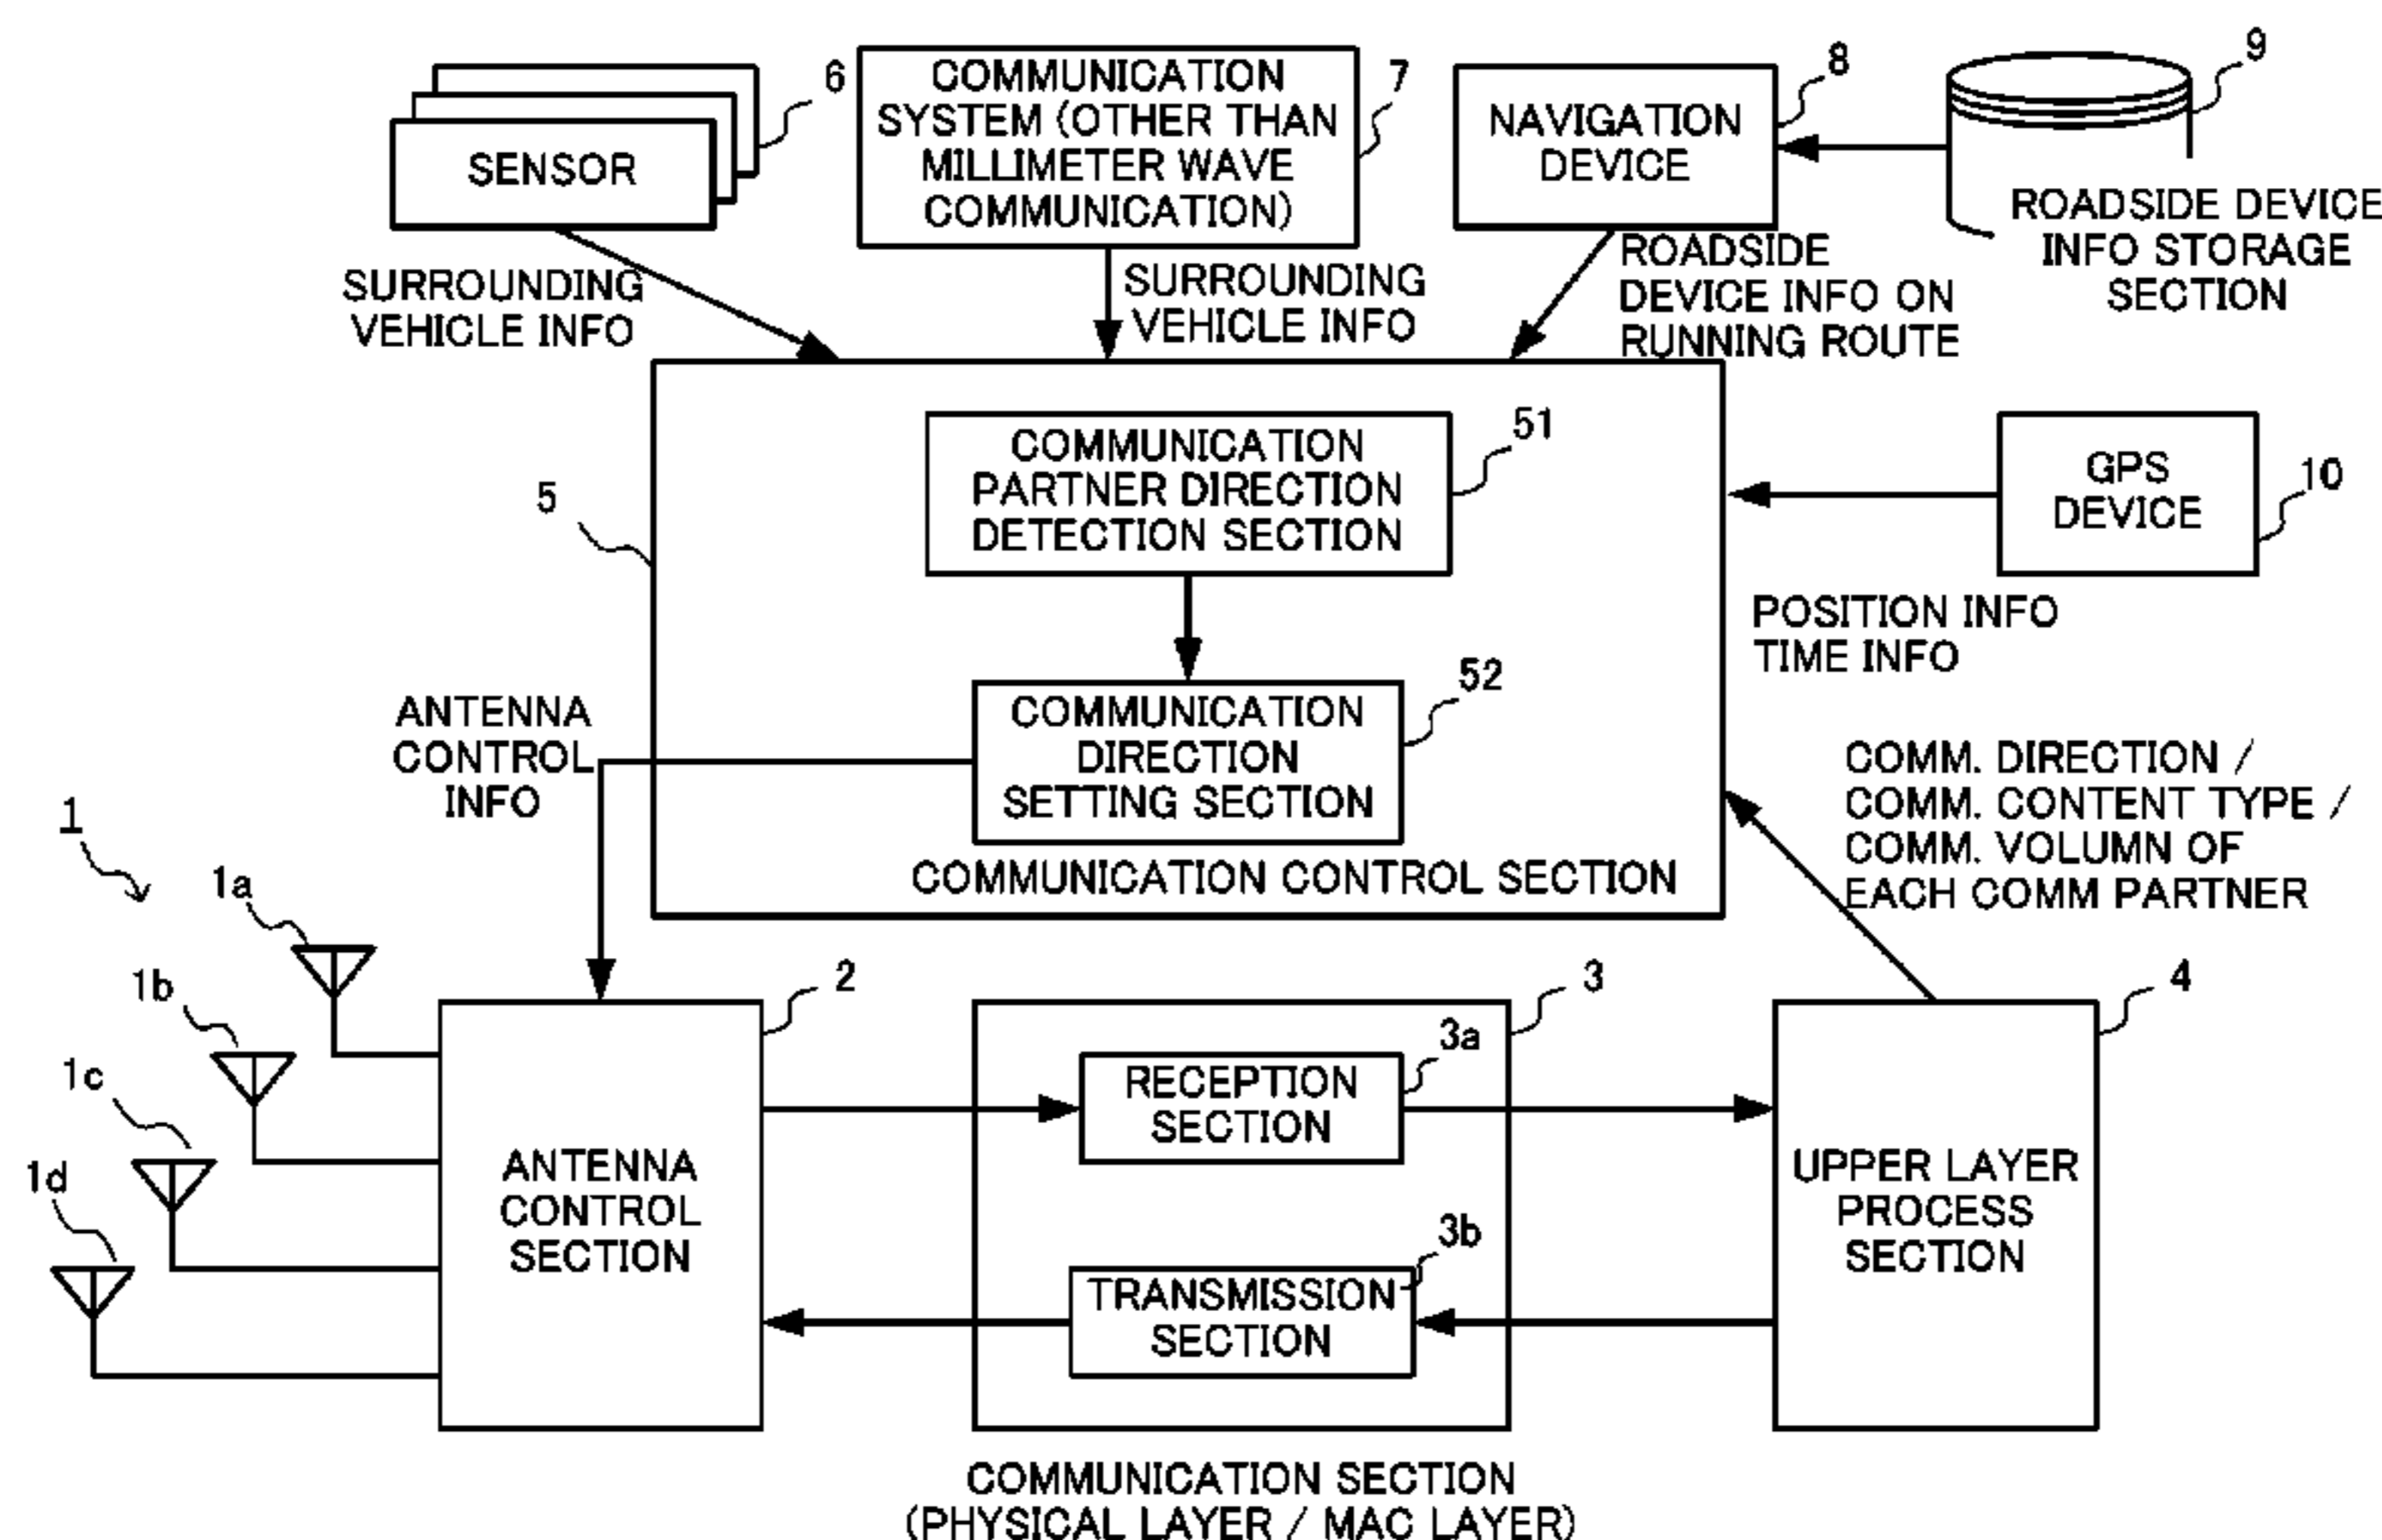 6
SENSOR
COMMUNICATION
SYSTEM (OTHER THAN
MILLIMETER WAVE
COMMUNICATION)
7
NAVIGATION
DEVICE
8
9
ROADSIDE DEVICE
INFO STORAGE
SECTION
SURROUNDING
VEHICLE INFO
SURROUNDING
VEHICLE INFO
ROADSIDE
DEVICE INFO ON
RUNNING ROUTE
5
COMMUNICATION
PARTNER DIRECTION
DETECTION SECTION
51
GPS
DEVICE
10
POSITION INFO
TIME INFO
COMMUNICATION
DIRECTION
SETTING SECTION
52
COMMUNICATION CONTROL SECTION
ANTENNA
CONTROL
INFO
COMM. DIRECTION /
COMM. CONTENT TYPE /
COMM. VOLUMN OF
EACH COMM PARTNER
1
1a
1b
1c
1d
ANTENNA
CONTROL
SECTION
2
3
RECEPTION
SECTION
3a
TRANSMISSION
SECTION
3b
UPPER LAYER
PROCESS
SECTION
4
COMMUNICATION SECTION
(PHYSICAL LAYER / MAC LAYER)